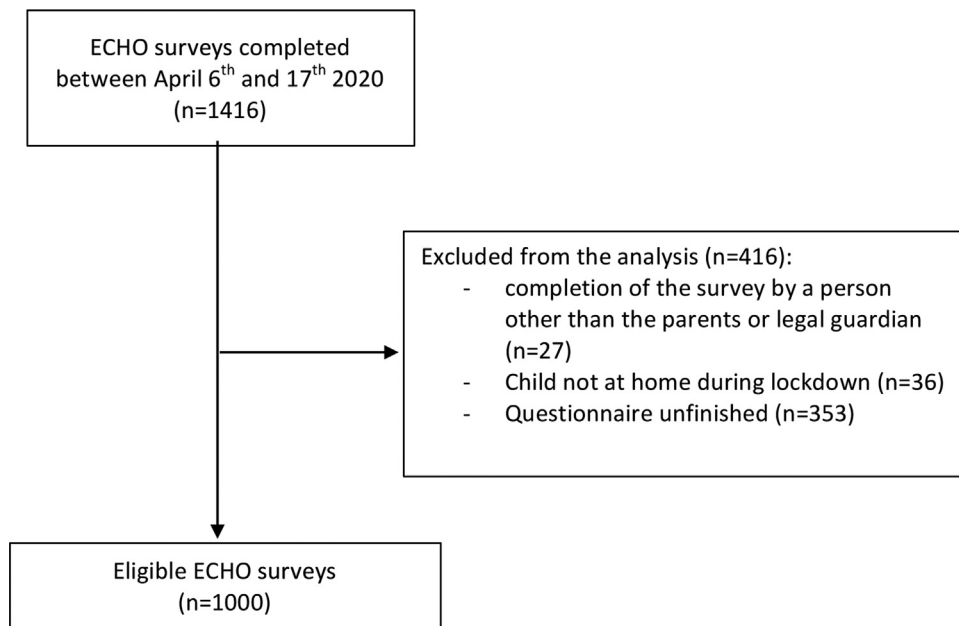 ECHO surveys completed
between April 6th and 17th 2020
(n=1416)
Excluded from the analysis (n=416):
- completion of the survey by a person
other than the parents or legal guardian
(n=27)
- Child not at home during lockdown (n=36)
- Questionnaire unfinished (n=353)
Eligible ECHO surveys
(n=1000)